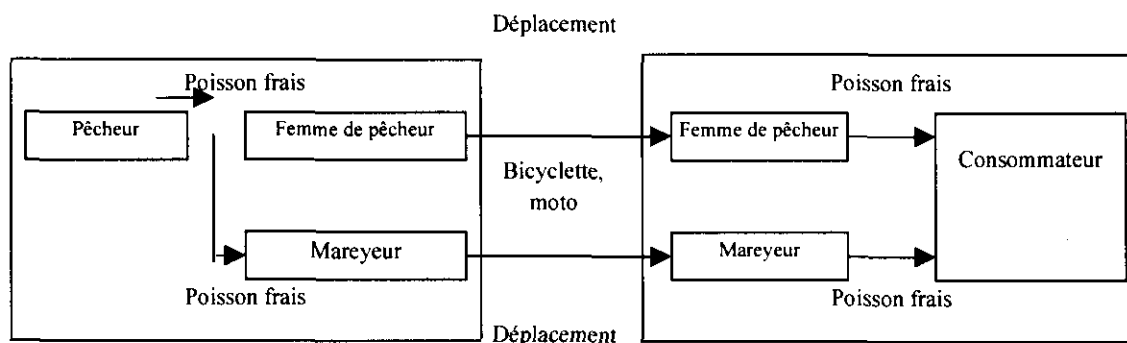 Déplacement
Poisson frais
Poisson frais
Pêcheur
Femme de pêcheur
Femme de pêcheur
Consommateur
Bicyclette,
moto
Mareyeur
Mareyeur
Poisson frais
Poisson frais
Déplacement